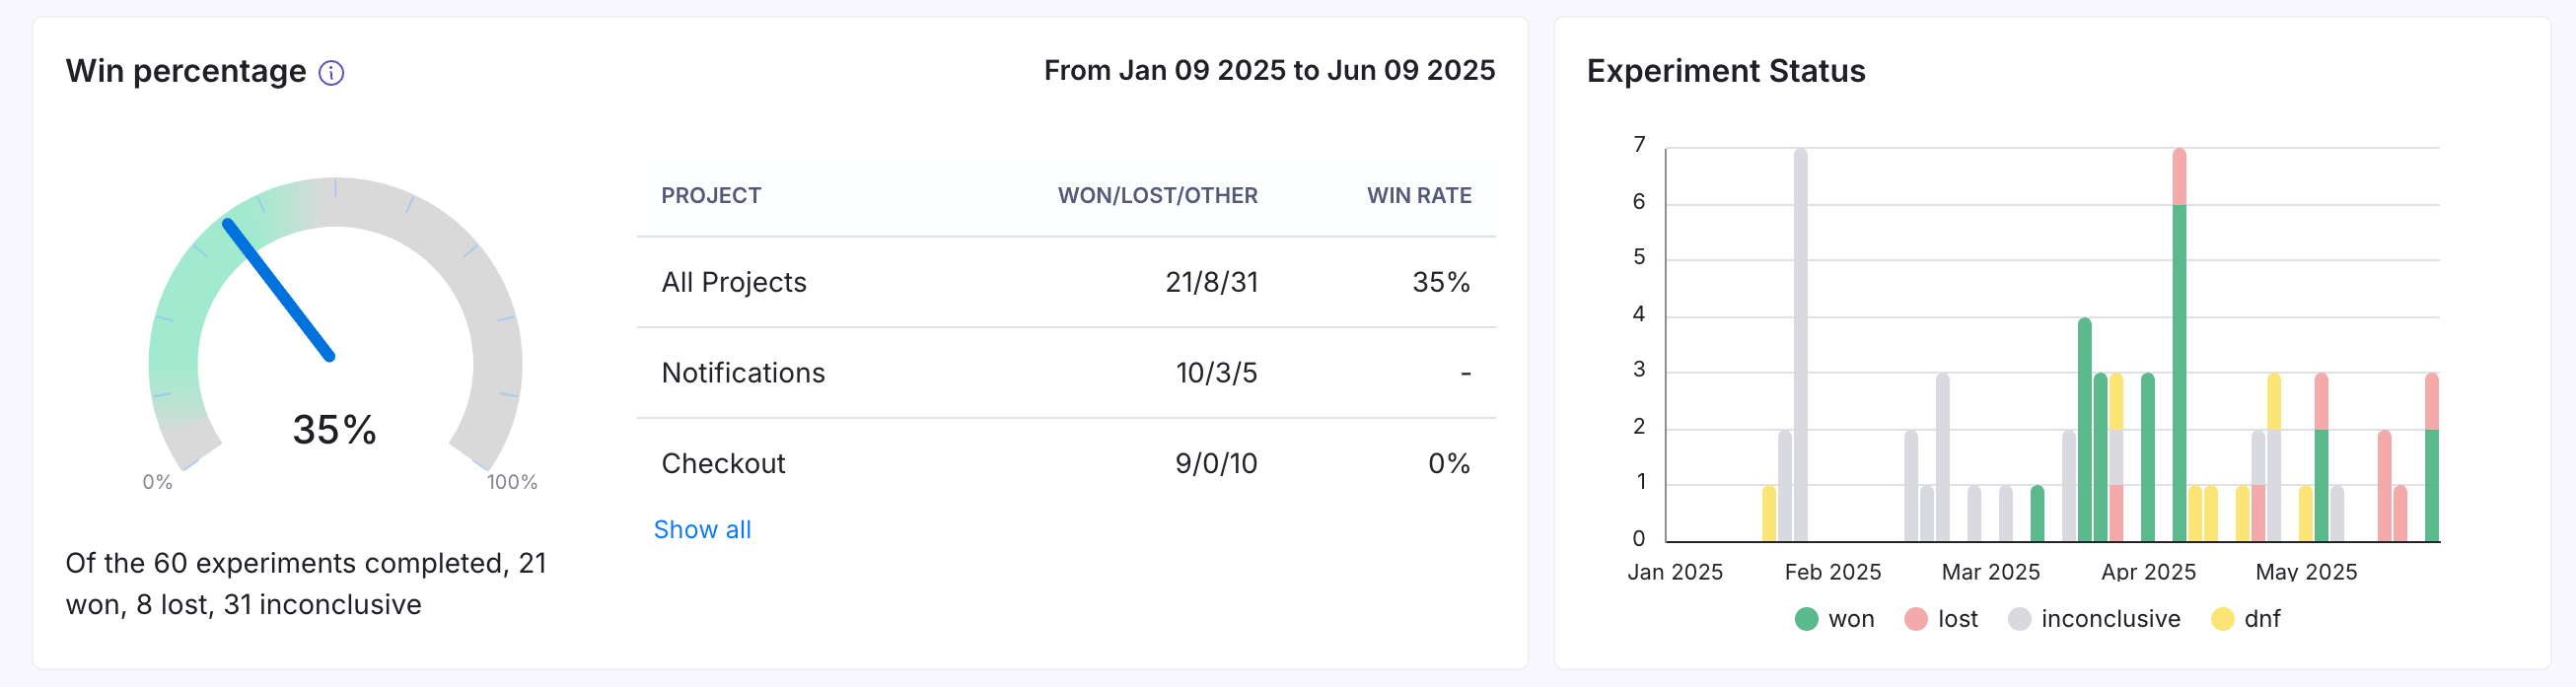 Win percentage
From Jan 09 2025 to Jun 09 2025
35%
0%
100%
Of the 60 experiments completed, 21
won, 8 lost, 31 inconclusive
PROJECT WON/LOST/OTHER WIN RATE
All Projects 21/8/31 35%
Notifications 10/3/5 -
Checkout 9/0/10 0%
Show all
Experiment Status
7
6
5
4
3
2
1
0
Jan 2025 Feb 2025 Mar 2025 Apr 2025 May 2025
won lost inconclusive dnf